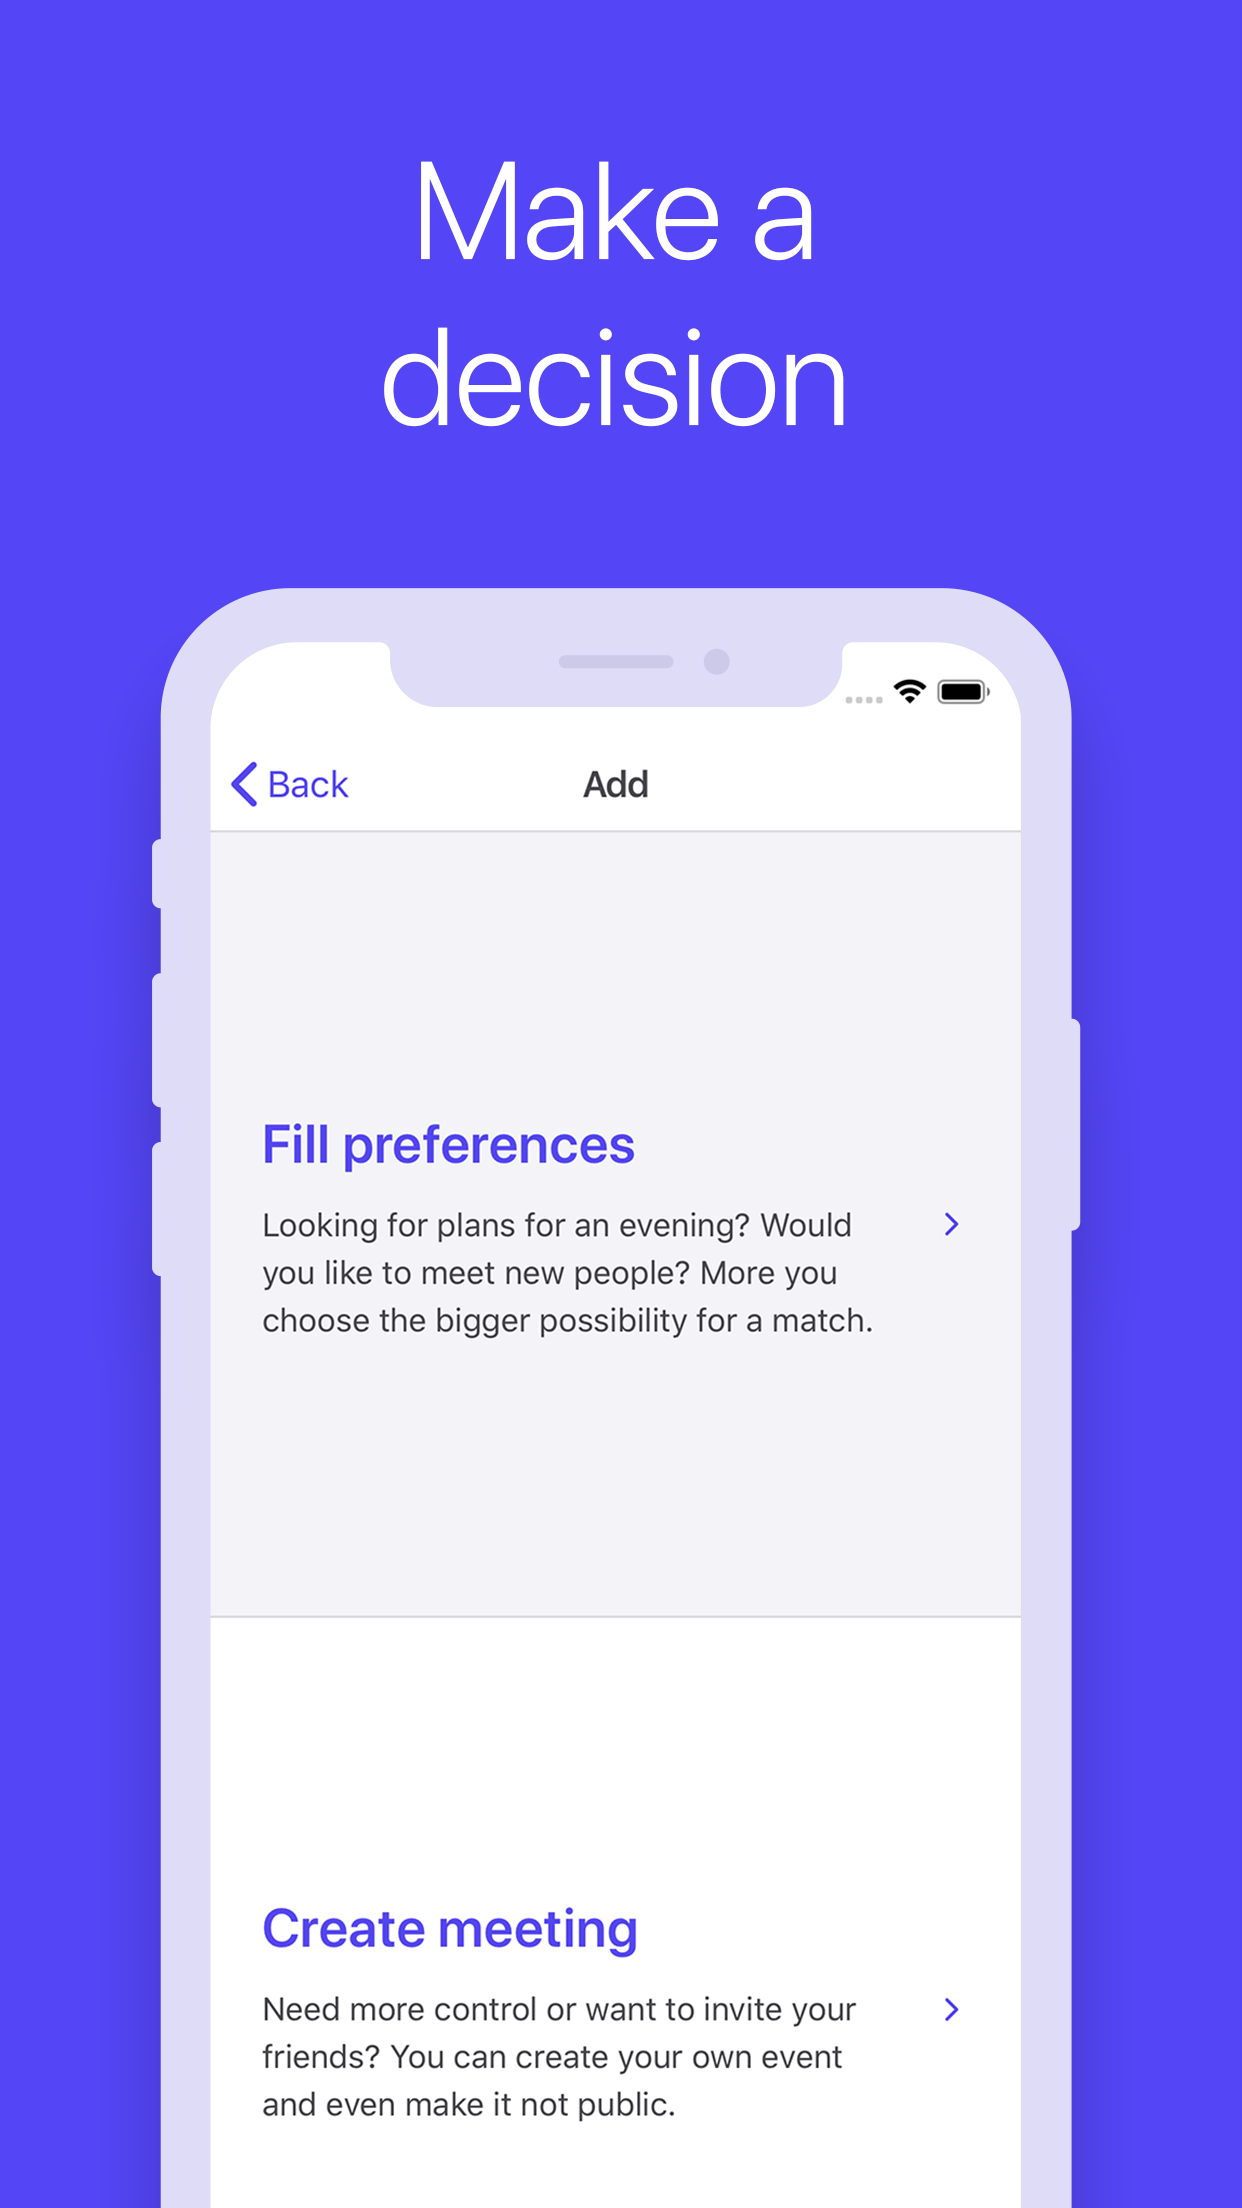 Make a
decision
Back
Add
Fill preferences
Looking for plans for an evening? Would
you like to meet new people? More you
choose the bigger possibility for a match.
Create meeting
Need more control or want to invite your
friends? You can create your own event
and even make it not public.